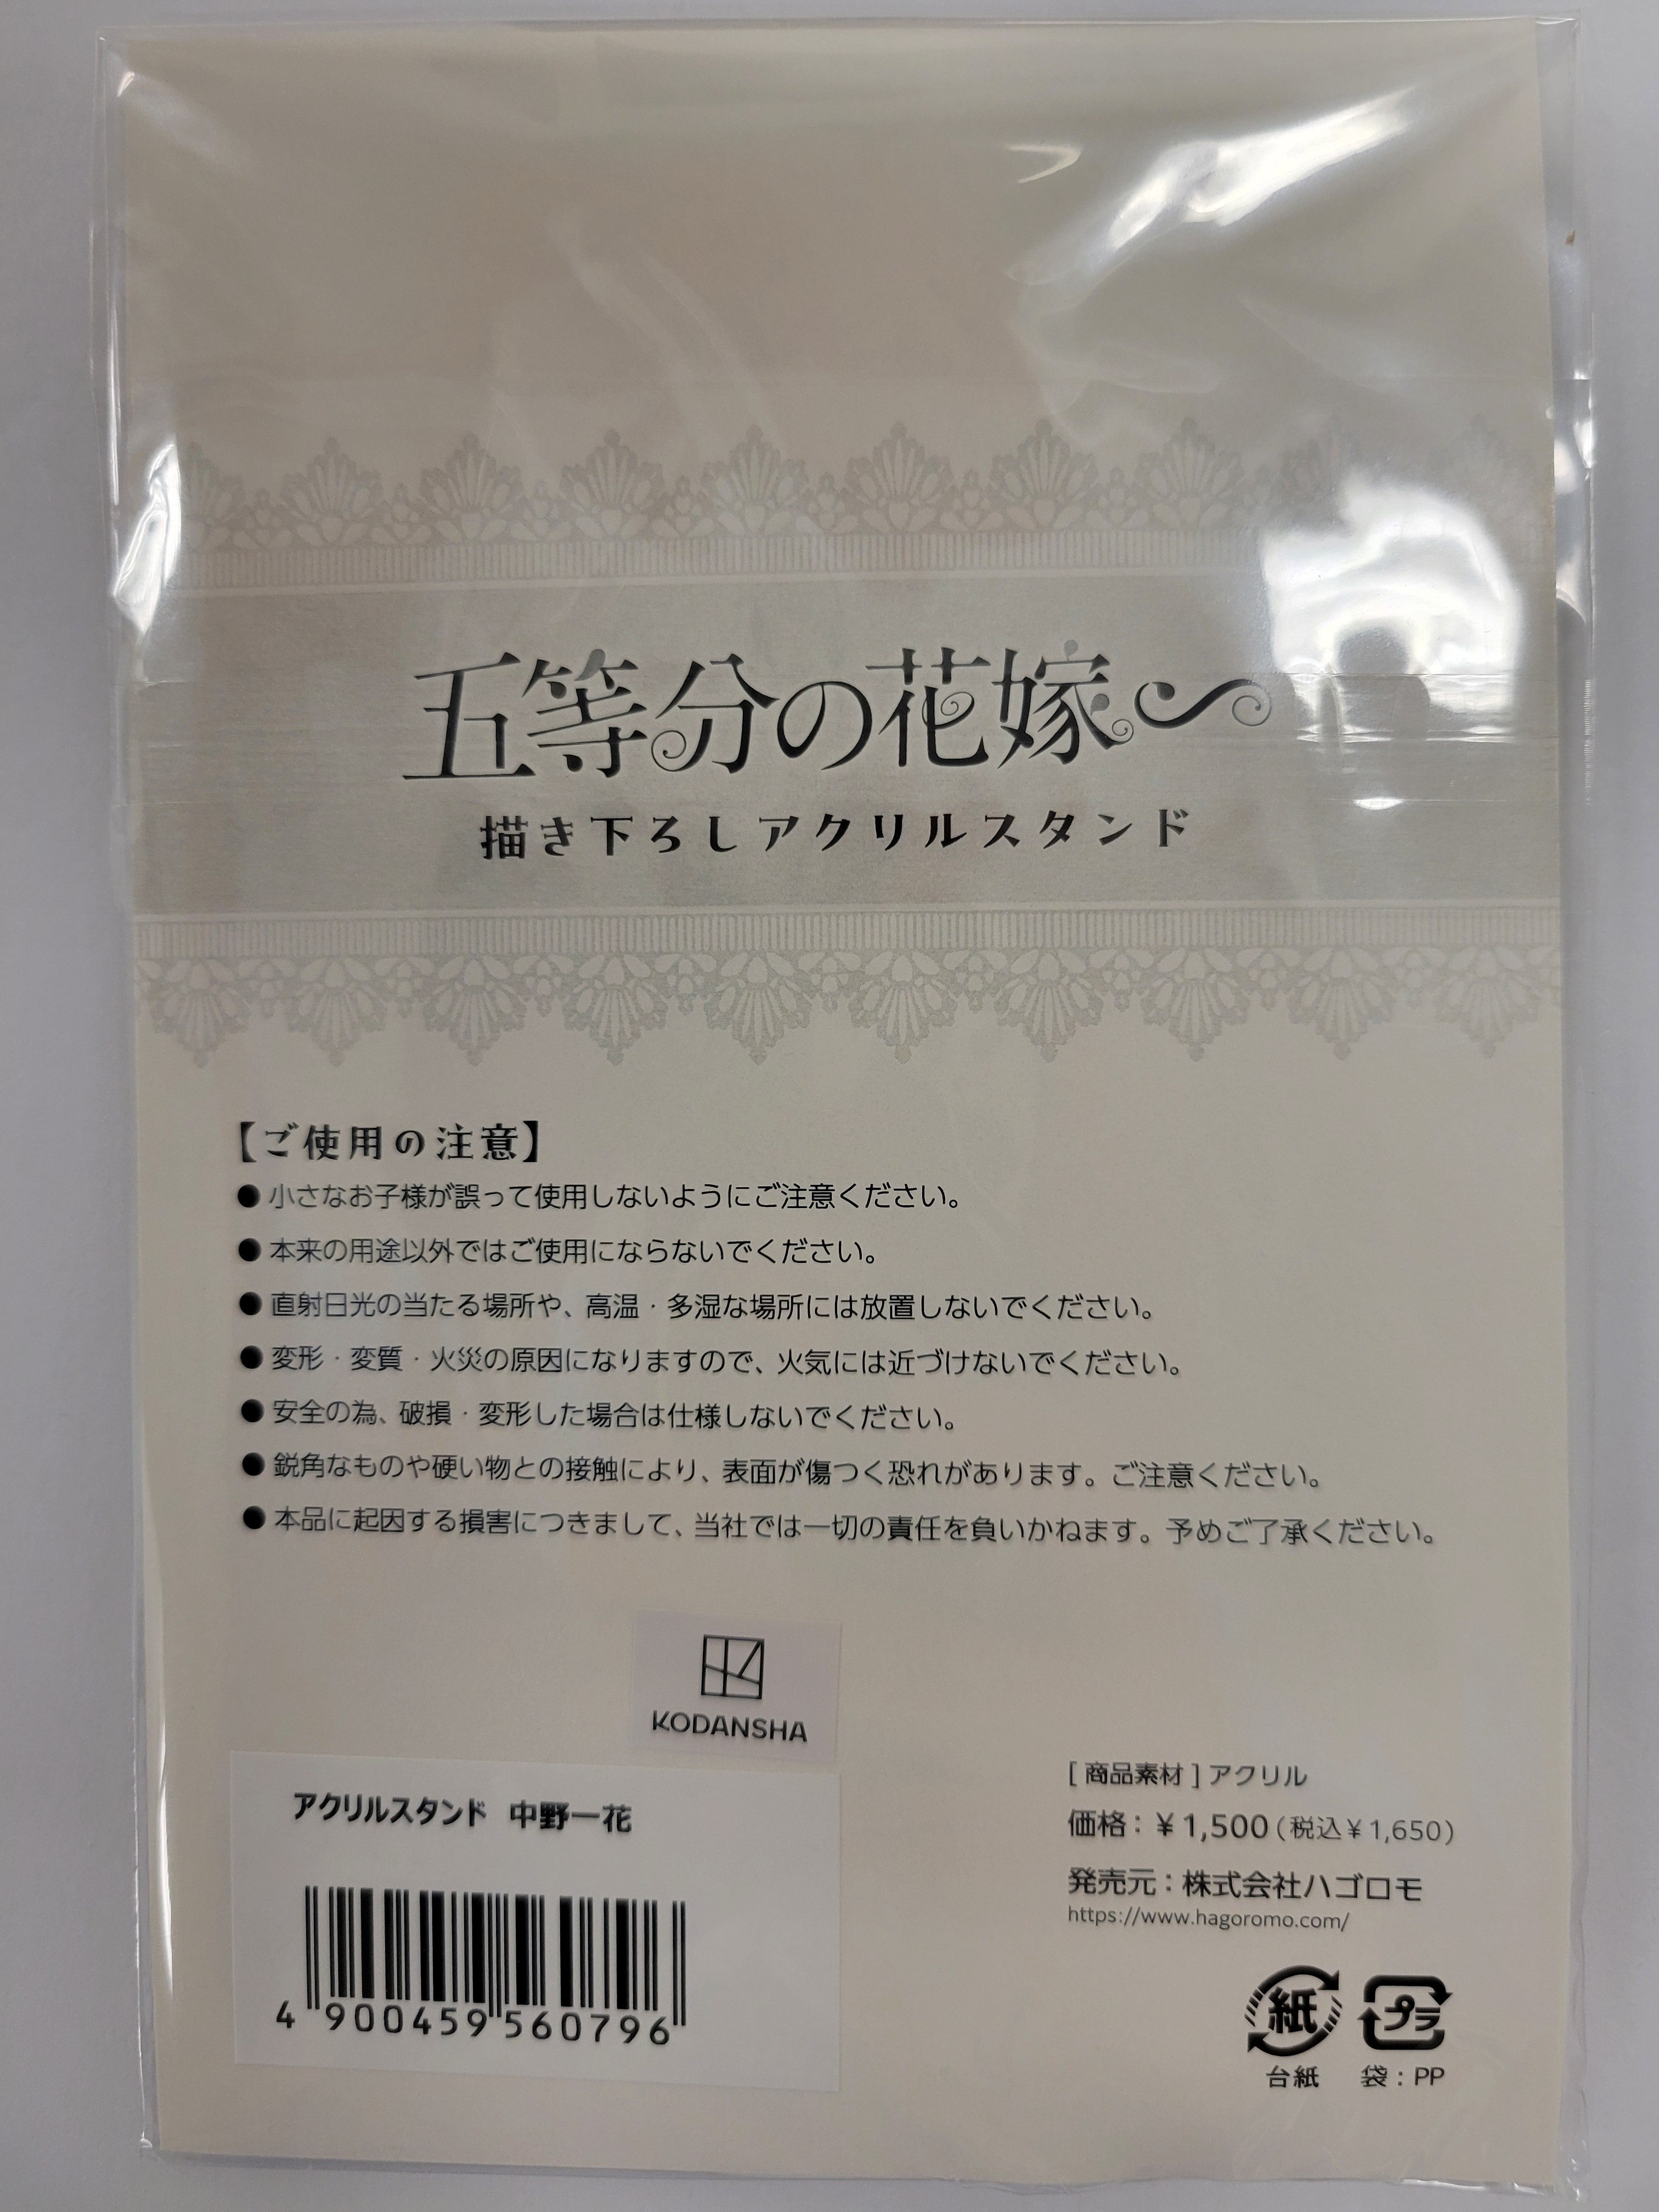 五等分の花嫁〜
描き下ろしアクリルスタンド
【ご使用の注意】
● 小さなお子様が誤って使用しないようにご注意ください。
● 本来の用途以外ではご使用にならないでください。
● 直射日光の当たる場所や、高温・多湿な場所には放置しないでください。
● 変形・変質・火災の原因になりますので、火気には近づけないでください。
● 安全の為、破損・変形した場合は仕様しないでください。
● 鋭角なものや硬い物との接触により、表面が傷つく恐れがあります。ご注意ください。
● 本品に起因する損害につきまして、当社では一切の責任を負いかねます。予めご了承ください。
KODANSHA
アクリルスタンド 中野一花
4 900459 560796
[ 商品素材 ] アクリル
価格：¥1,500（税込¥1,650）
発売元：株式会社ハゴロモ
https://www.hagoromo.com/
紙 プラ
台紙 袋：PP